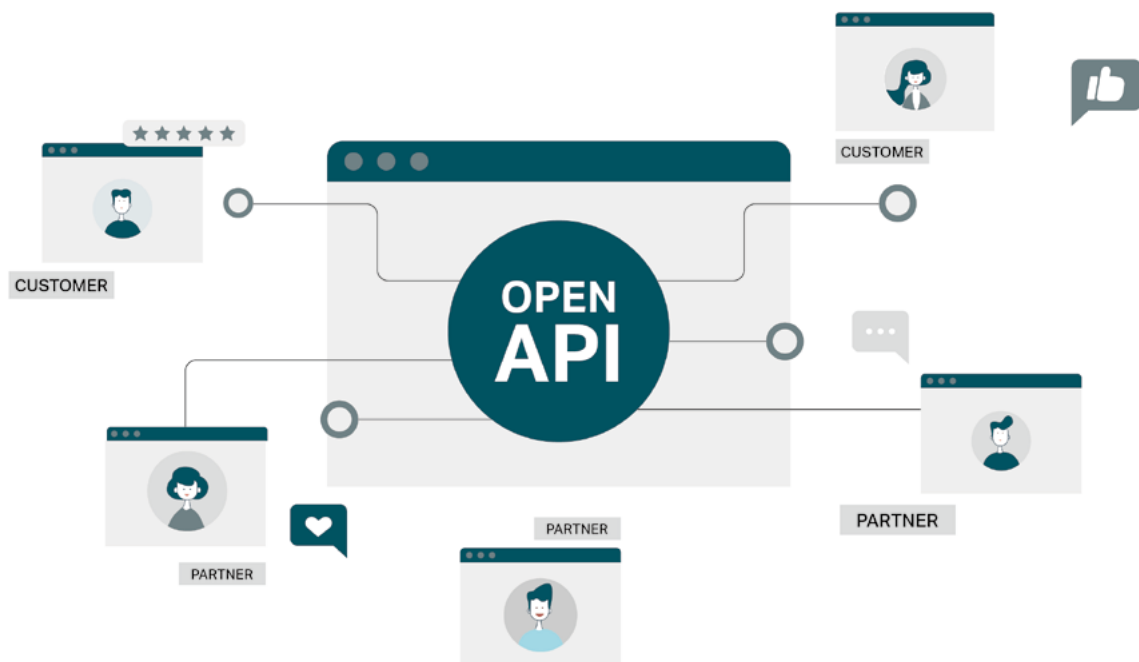 CUSTOMER
CUSTOMER
OPEN
API
PARTNER
PARTNER
PARTNER